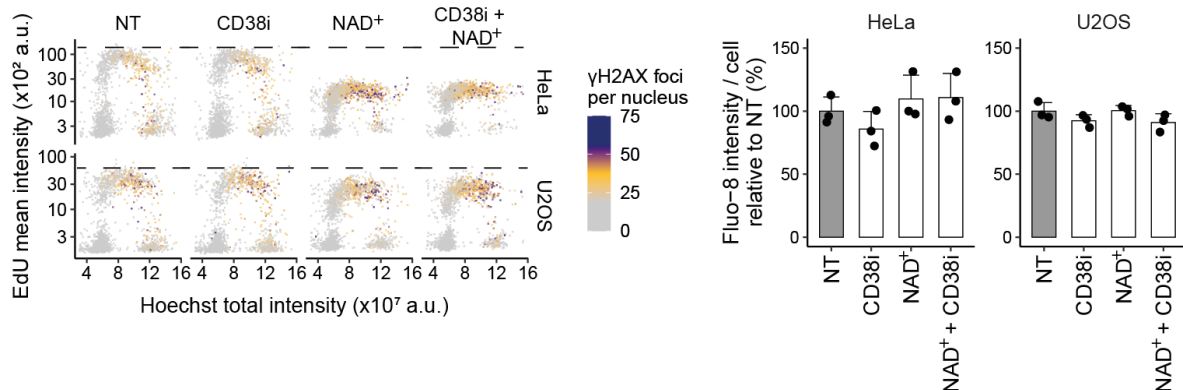 NT
CD38i
NAD⁺
CD38i +
NAD⁺
EdU mean intensity (x10² a.u.)
100
30
10
3
HeLa
100
30
10
3
U2OS
4 8 12 16
4 8 12 16
4 8 12 16
4 8 12 16
Hoechst total intensity (x10⁷ a.u.)
γH2AX foci
per nucleus
75
50
25
0
HeLa
U2OS
Fluo−8 intensity / cell
relative to NT (%)
150
100
50
0
150
100
50
0
NT
CD38i
NAD⁺
NAD⁺ + CD38i
NT
CD38i
NAD⁺
NAD⁺ + CD38i